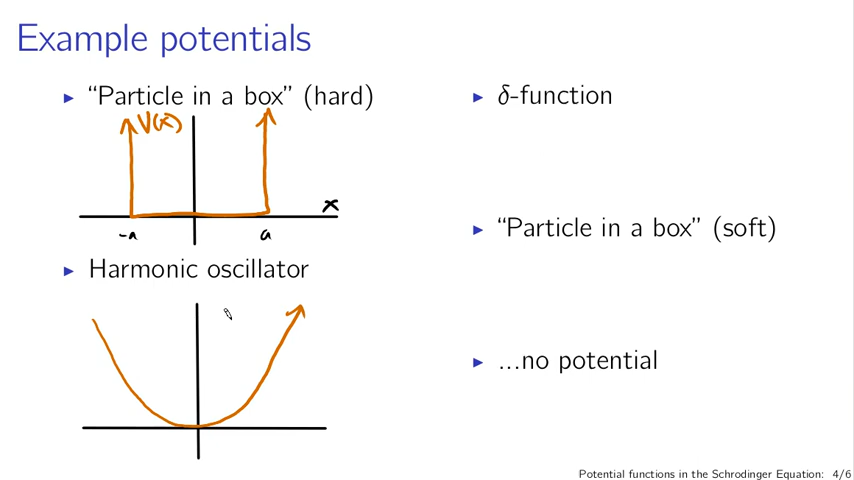 Example potentials
▸ “Particle in a box” (hard)
V(x)
x
-a
a
▸ Harmonic oscillator
▸ δ-function
▸ “Particle in a box” (soft)
▸ ...no potential
Potential functions in the Schrodinger Equation: 4/6